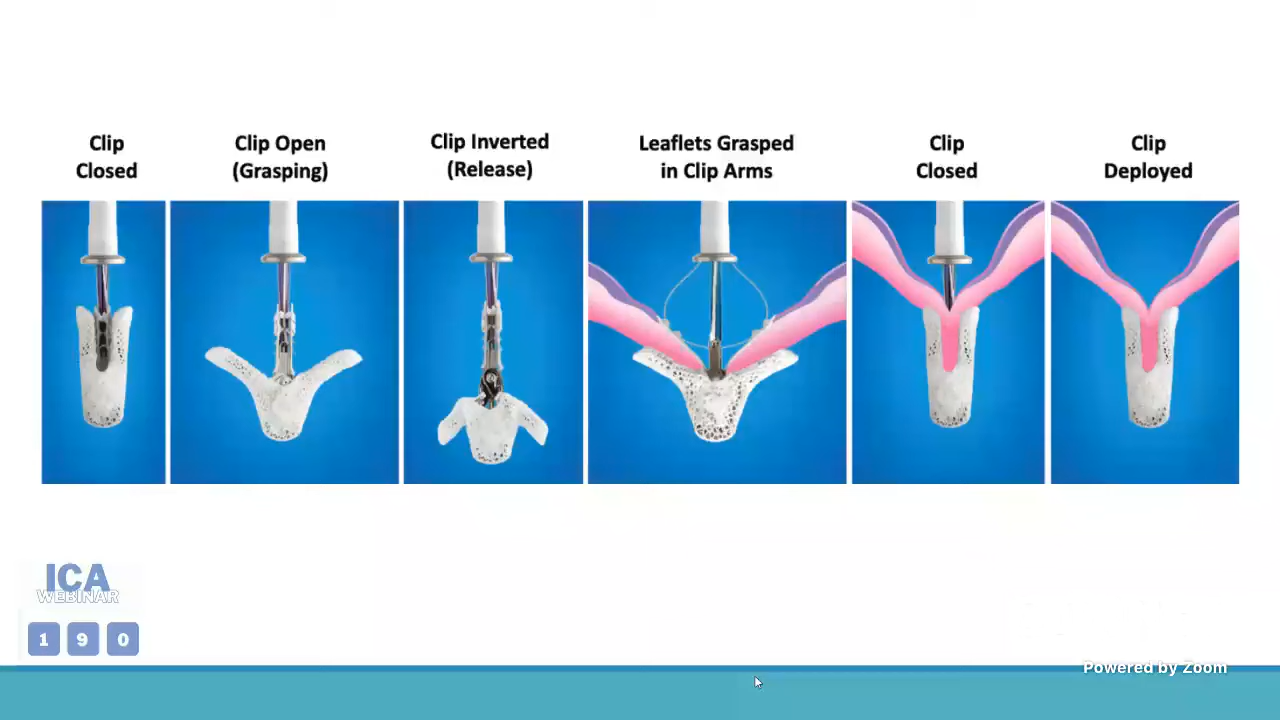 Clip
Closed
Clip Open
(Grasping)
Clip Inverted
(Release)
Leaflets Grasped
in Clip Arms
Clip
Closed
Clip
Deployed
ICA
WEBINAR
1 9 0
Powered by Zoom